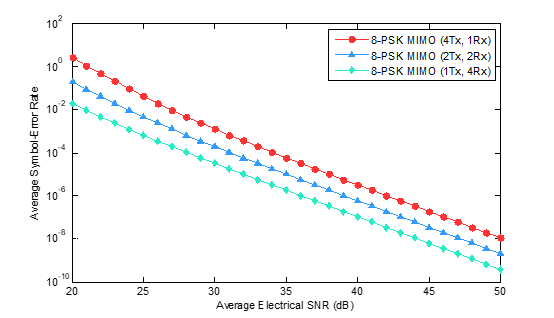 10^2
10^0
10^-2
10^-4
10^-6
10^-8
10^-10
20 25 30 35 40 45 50
Average Electrical SNR (dB)
Average Symbol-Error Rate
8-PSK MIMO (4Tx, 1Rx)
8-PSK MIMO (2Tx, 2Rx)
8-PSK MIMO (1Tx, 4Rx)